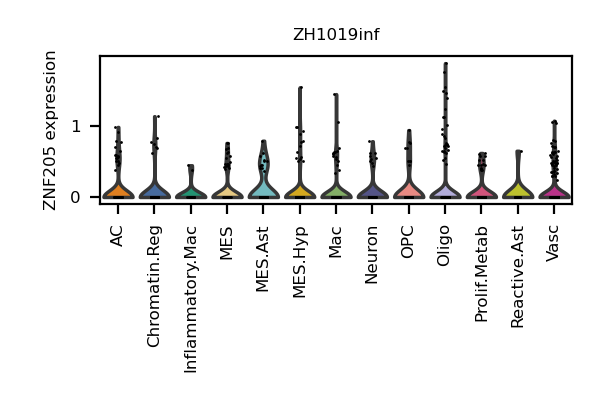 ZH1019inf
ZNF205 expression
1
0
AC
Chromatin.Reg
Inflammatory.Mac
MES
MES.Ast
MES.Hyp
Mac
Neuron
OPC
Oligo
Prolif.Metab
Reactive.Ast
Vasc